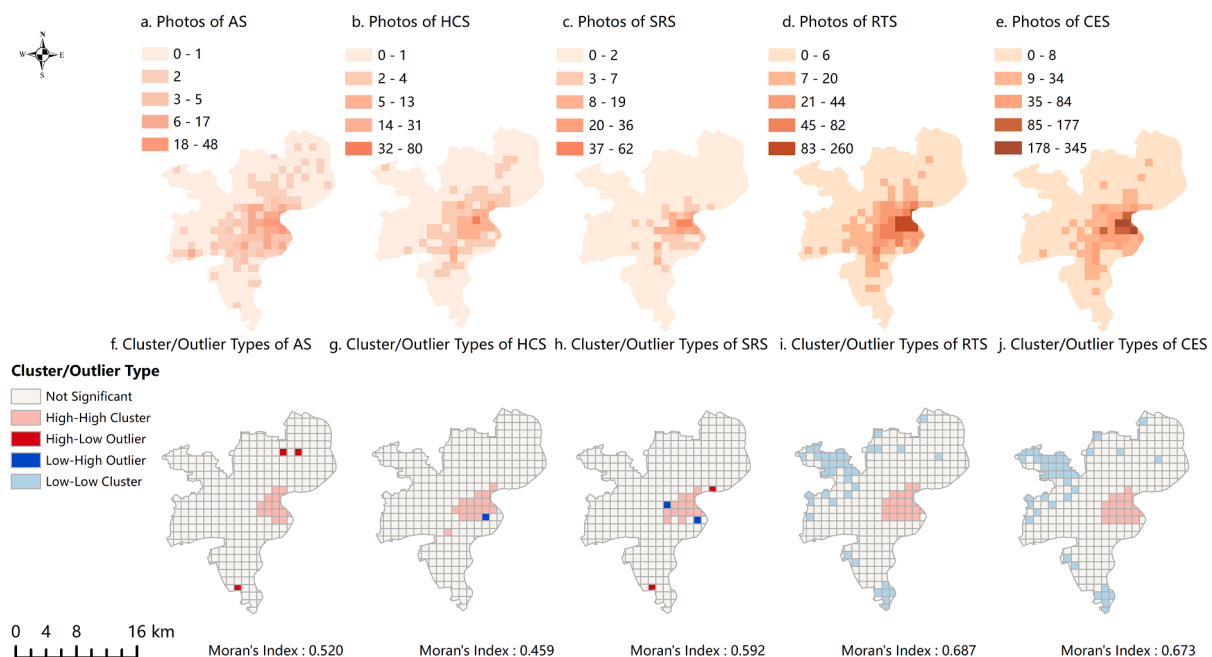 a. Photos of AS
0 - 1
2
3 - 5
6 - 17
18 - 48
b. Photos of HCS
0 - 1
2 - 4
5 - 13
14 - 31
32 - 80
c. Photos of SRS
0 - 2
3 - 7
8 - 19
20 - 36
37 - 62
d. Photos of RTS
0 - 6
7 - 20
21 - 44
45 - 82
83 - 260
e. Photos of CES
0 - 8
9 - 34
35 - 84
85 - 177
178 - 345
N
W E
S
f. Cluster/Outlier Types of AS
g. Cluster/Outlier Types of HCS
h. Cluster/Outlier Types of SRS
i. Cluster/Outlier Types of RTS
j. Cluster/Outlier Types of CES
Cluster/Outlier Type
Not Significant
High-High Cluster
High-Low Outlier
Low-High Outlier
Low-Low Cluster
0 4 8 16 km
Moran's Index : 0.520
Moran's Index : 0.459
Moran's Index : 0.592
Moran's Index : 0.687
Moran's Index : 0.673